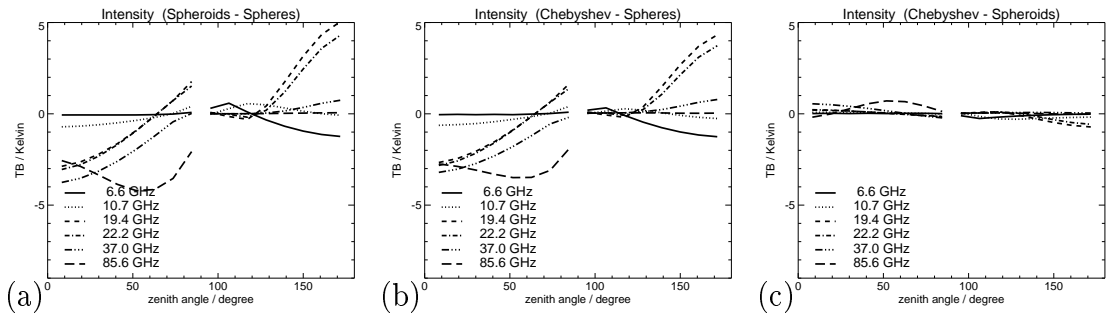 Intensity (Spheroids - Spheres)
5
0
-5
TB / Kelvin
6.6 GHz
10.7 GHz
19.4 GHz
22.2 GHz
37.0 GHz
85.6 GHz
0 50 100 150
zenith angle / degree
(a)
Intensity (Chebyshev - Spheres)
5
0
-5
TB / Kelvin
6.6 GHz
10.7 GHz
19.4 GHz
22.2 GHz
37.0 GHz
85.6 GHz
0 50 100 150
zenith angle / degree
(b)
Intensity (Chebyshev - Spheroids)
5
0
-5
TB / Kelvin
6.6 GHz
10.7 GHz
19.4 GHz
22.2 GHz
37.0 GHz
85.6 GHz
0 50 100 150
zenith angle / degree
(c)